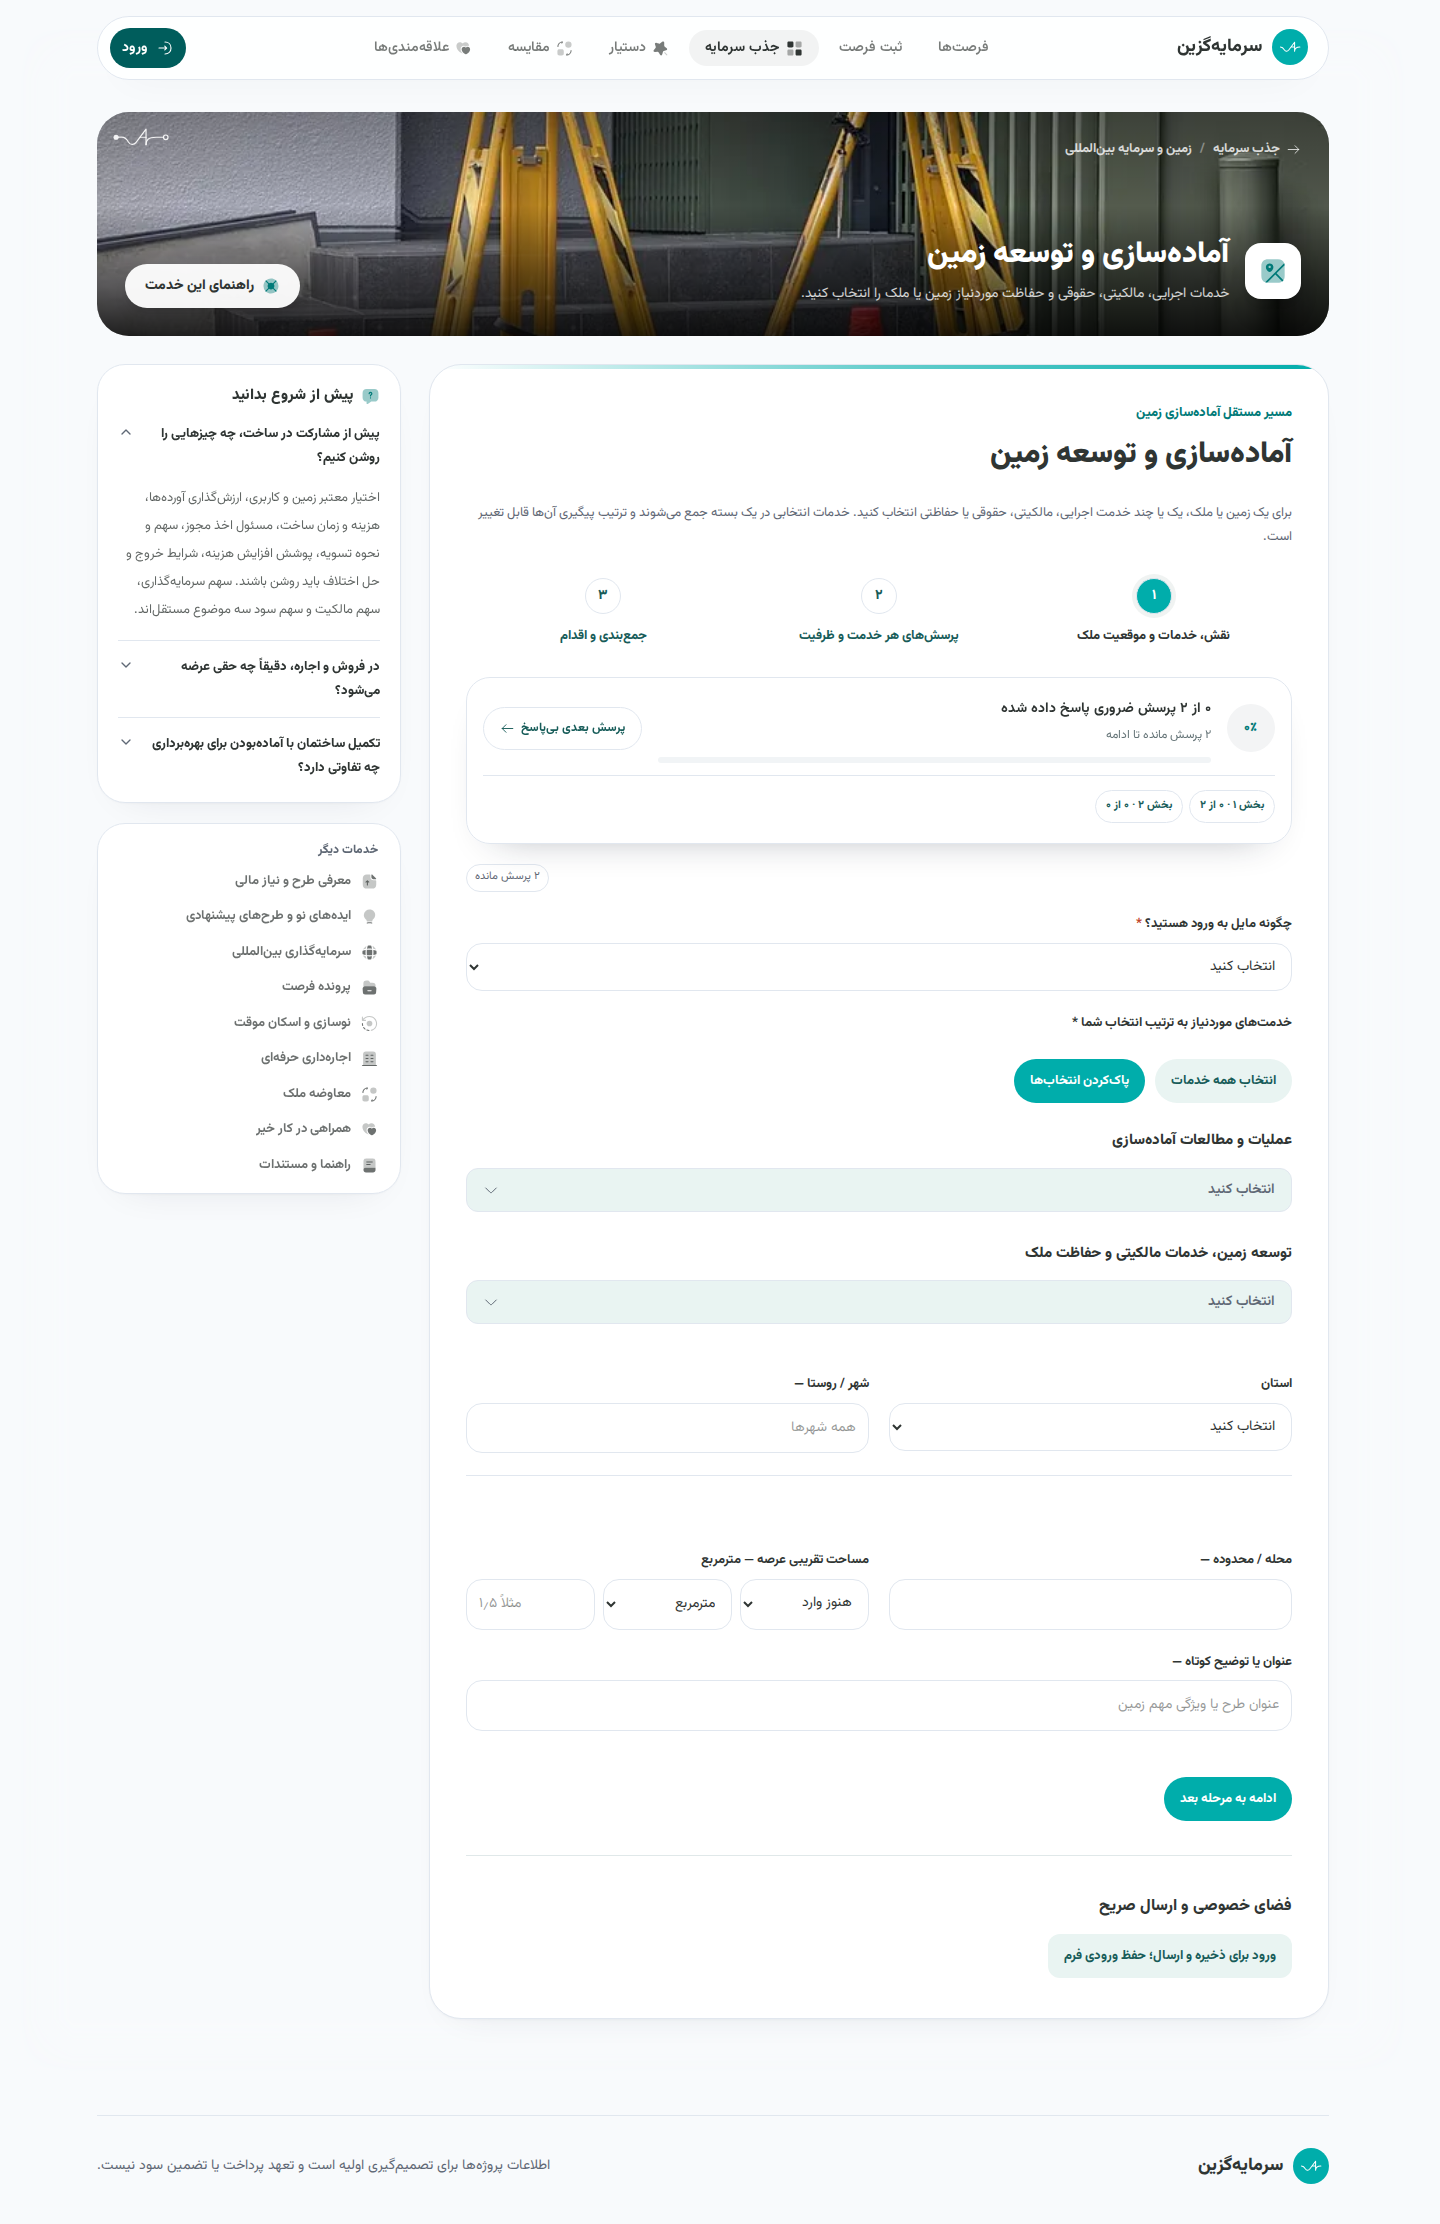 سرمایه‌گزین
فرصت‌ها
ثبت فرصت
جذب سرمایه
دستیار
مقایسه
علاقه‌مندی‌ها
ورود
جذب سرمایه / زمین و سرمایه بین‌المللی
آماده‌سازی و توسعه زمین
خدمات اجرایی، مالکیتی، حقوقی و حفاظت موردنیاز زمین یا ملک را انتخاب کنید.
راهنمای این خدمت
مسیر مستقل آماده‌سازی زمین
آماده‌سازی و توسعه زمین
برای یک زمین یا ملک، یک یا چند خدمت اجرایی، مالکیتی، حقوقی یا حفاظتی انتخاب کنید. خدمات انتخابی در یک بسته جمع می‌شوند و ترتیب پیگیری آن‌ها قابل تغییر
است.
۱
۲
۳
نقش، خدمات و موقعیت ملک
پرسش‌های هر خدمت و ظرفیت
جمع‌بندی و اقدام
۰٪
۰ از ۲ پرسش ضروری پاسخ داده شده
۲ پرسش مانده تا ادامه
پرسش بعدی بی‌پاسخ
بخش ۱ · ۰ از ۲
بخش ۲ · ۰ از ۰
۲ پرسش مانده
چگونه مایل به ورود هستید؟ *
انتخاب کنید
خدمت‌های موردنیاز به ترتیب انتخاب شما *
انتخاب همه خدمات
پاک‌کردن انتخاب‌ها
عملیات و مطالعات آماده‌سازی
انتخاب کنید
توسعه زمین، خدمات مالکیتی و حفاظت ملک
انتخاب کنید
استان
شهر / روستا —
انتخاب کنید
همه شهرها
محله / محدوده —
مساحت تقریبی عرصه — مترمربع
هنوز وارد
مترمربع
مثلاً ۱٫۵
عنوان یا توضیح کوتاه —
عنوان طرح یا ویژگی مهم زمین
ادامه به مرحله بعد
فضای خصوصی و ارسال صریح
ورود برای ذخیره و ارسال؛ حفظ ورودی فرم
پیش از شروع بدانید
پیش از مشارکت در ساخت، چه چیزهایی را
روشن کنیم؟
اختیار معتبر زمین و کاربری، ارزش‌گذاری آورده‌ها،
هزینه و زمان ساخت، مسئول اخذ مجوز، سهم و
نحوه تسویه، پوشش افزایش هزینه، شرایط خروج و
حل اختلاف باید روشن باشند. سهم سرمایه‌گذاری،
سهم مالکیت و سهم سود سه موضوع مستقل‌اند.
در فروش و اجاره، دقیقاً چه حقی عرضه
می‌شود؟
تکمیل ساختمان با آماده‌بودن برای بهره‌برداری
چه تفاوتی دارد؟
خدمات دیگر
معرفی طرح و نیاز مالی
ایده‌های نو و طرح‌های پیشنهادی
سرمایه‌گذاری بین‌المللی
پرونده فرصت
نوسازی و اسکان موقت
اجاره‌داری حرفه‌ای
معاوضه ملک
همراهی در کار خیر
راهنما و مستندات
سرمایه‌گزین
اطلاعات پروژه‌ها برای تصمیم‌گیری اولیه است و تعهد پرداخت یا تضمین سود نیست.